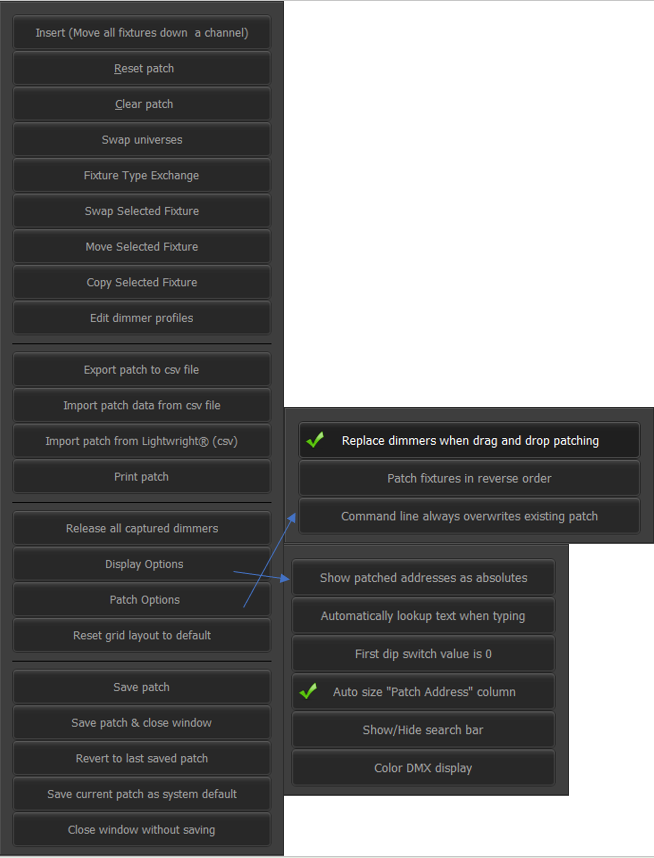 Insert (Move all fixtures down  a channel)
Reset patch
Clear patch
Swap universes
Fixture Type Exchange
Swap Selected Fixture
Move Selected Fixture
Copy Selected Fixture
Edit dimmer profiles
Export patch to csv file
Import patch data from csv file
Import patch from Lightwright® (csv)
Print patch
Release all captured dimmers
Display Options
Patch Options
Reset grid layout to default
Save patch
Save patch & close window
Revert to last saved patch
Save current patch as system default
Close window without saving
Replace dimmers when drag and drop patching
Patch fixtures in reverse order
Command line always overwrites existing patch
Show patched addresses as absolutes
Automatically lookup text when typing
First dip switch value is 0
Auto size "Patch Address" column
Show/Hide search bar
Color DMX display